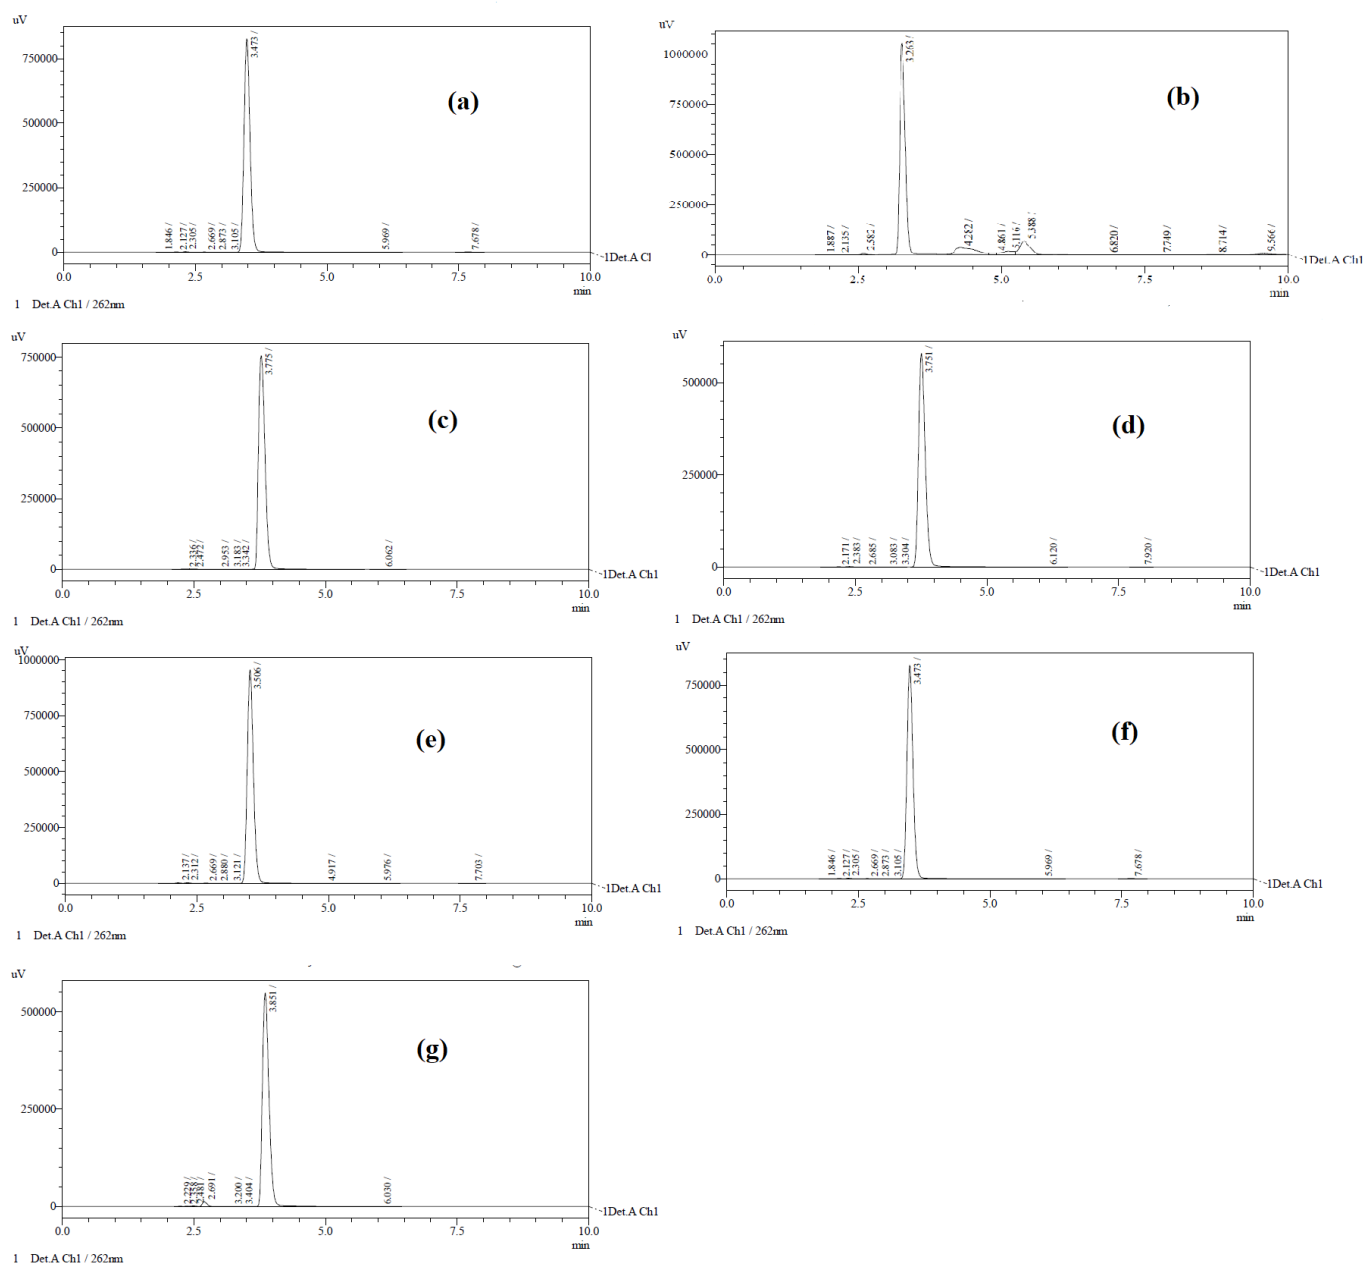 uV
750000
500000
250000
0
3.473 /
1.846 /
2.127 /
2.305 /
2.669 /
2.873 /
3.105 /
5.969 /
7.678 /
(a)
1Det.A Cl
0.0 2.5 5.0 7.5 10.0
min
1 Det.A Ch1 / 262nm
uV
1000000
750000
500000
250000
0
3.263 /
1.887 /
2.135 /
2.582 /
4.282 /
4.861 /
5.116 /
5.388 /
6.820 /
7.749 /
8.714 /
9.566 /
(b)
1Det.A Ch1
0.0 2.5 5.0 7.5 10.0
min
uV
750000
500000
250000
0
3.775 /
2.336 /
2.472 /
2.953 /
3.183 /
3.342 /
6.062 /
(c)
1Det.A Ch1
0.0 2.5 5.0 7.5 10.0
min
1 Det.A Ch1 / 262nm
uV
500000
250000
0
3.751 /
2.171 /
2.383 /
2.685 /
3.083 /
3.304 /
6.120 /
7.920 /
(d)
1Det.A Ch1
0.0 2.5 5.0 7.5 10.0
min
1 Det.A Ch1 / 262nm
uV
1000000
750000
500000
250000
0
3.506 /
2.137 /
2.312 /
2.669 /
2.880 /
3.121 /
4.917 /
5.976 /
7.703 /
(e)
1Det.A Ch1
0.0 2.5 5.0 7.5 10.0
min
1 Det.A Ch1 / 262nm
uV
750000
500000
250000
0
3.473 /
1.846 /
2.127 /
2.305 /
2.669 /
2.873 /
3.105 /
5.969 /
7.678 /
(f)
1Det.A Ch1
0.0 2.5 5.0 7.5 10.0
min
1 Det.A Ch1 / 262nm
uV
500000
250000
0
3.851 /
2.229 /
2.358 /
2.481 /
2.691 /
3.200 /
3.404 /
6.030 /
(g)
1Det.A Ch1
0.0 2.5 5.0 7.5 10.0
min
1 Det.A Ch1 / 262nm